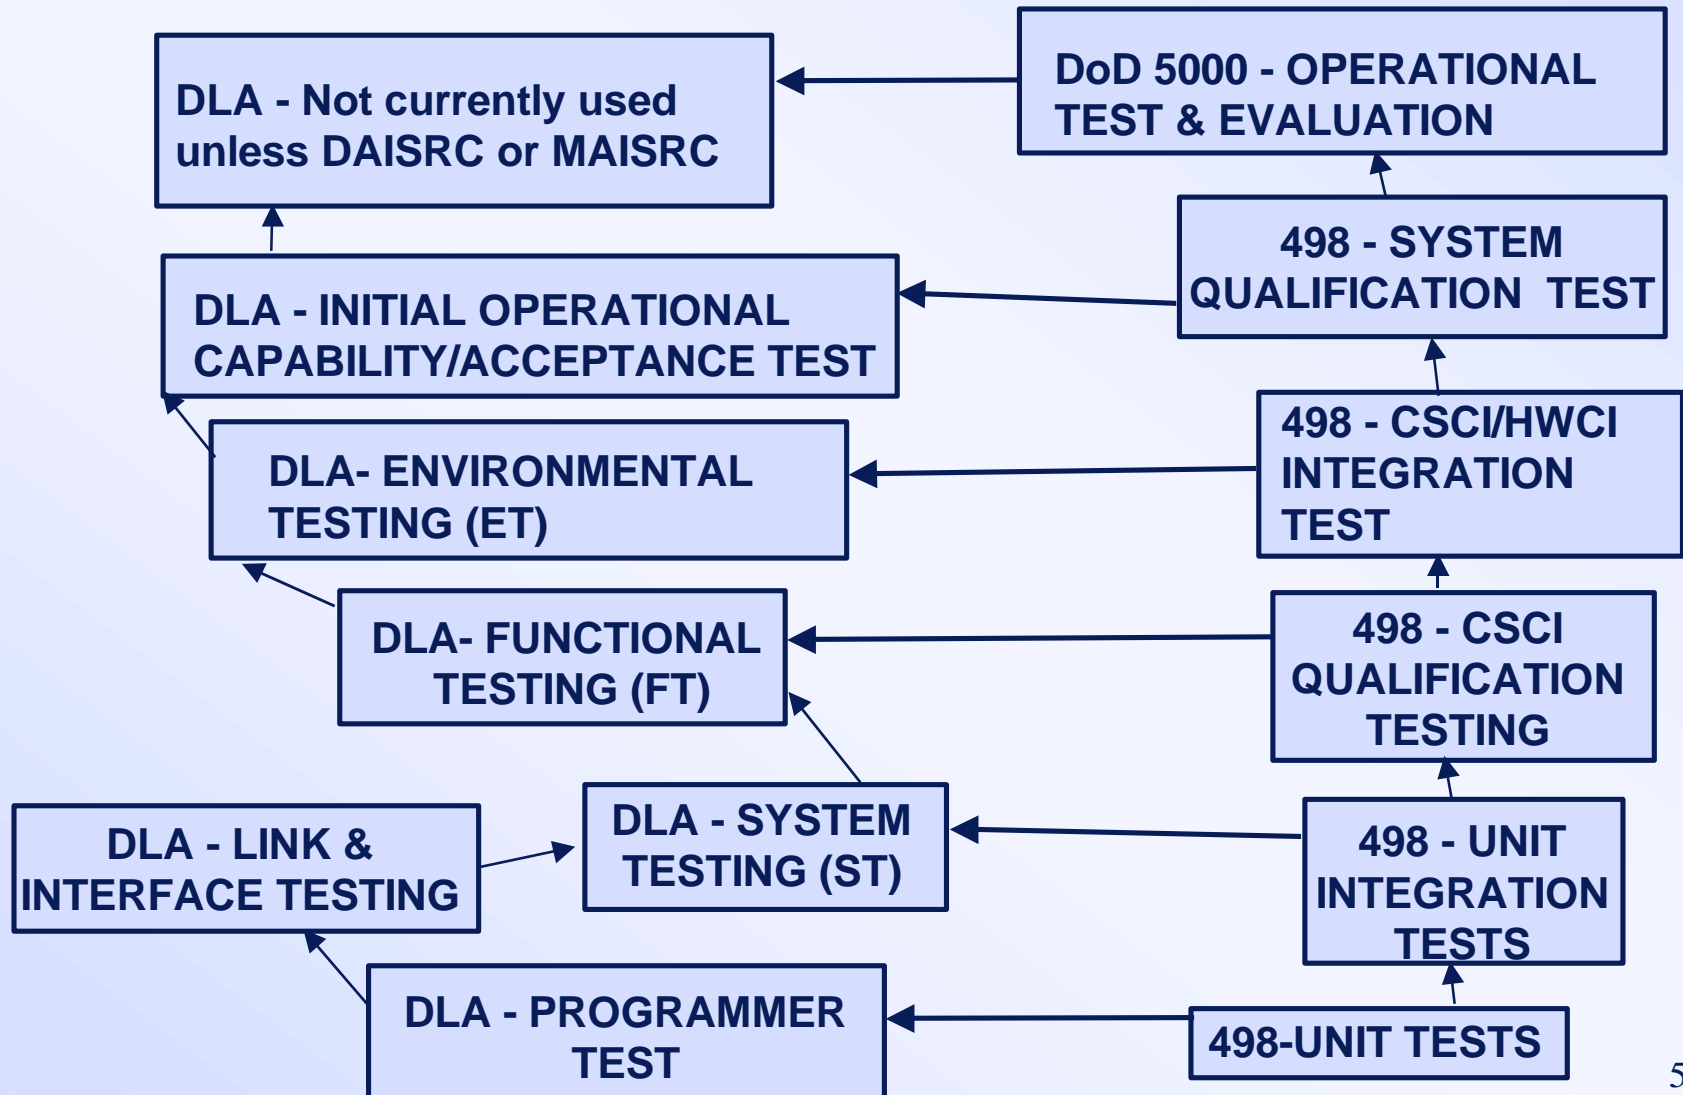 DLA - Not currently used
unless DAISRC or MAISRC
DoD 5000 - OPERATIONAL
TEST & EVALUATION
498 - SYSTEM
QUALIFICATION TEST
DLA - INITIAL OPERATIONAL
CAPABILITY/ACCEPTANCE TEST
498 - CSCI/HWCI
INTEGRATION
TEST
DLA- ENVIRONMENTAL
TESTING (ET)
498 - CSCI
QUALIFICATION
TESTING
DLA- FUNCTIONAL
TESTING (FT)
DLA - SYSTEM
TESTING (ST)
498 - UNIT
INTEGRATION
TESTS
DLA - LINK &
INTERFACE TESTING
DLA - PROGRAMMER
TEST
498-UNIT TESTS
5